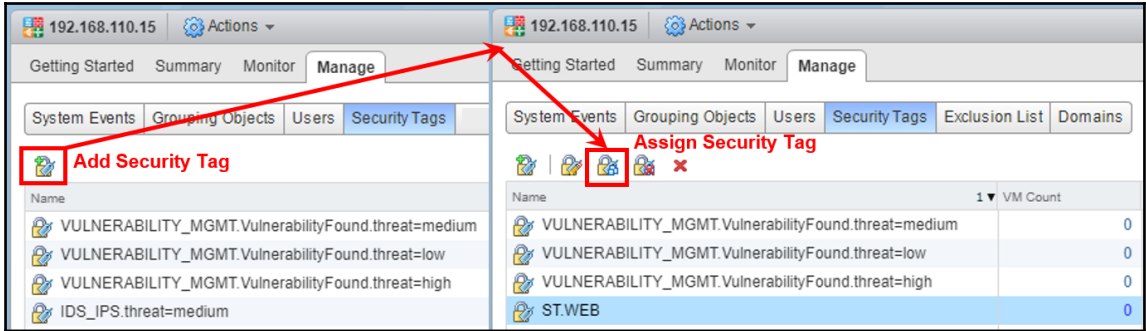 192.168.110.15 Actions
Getting Started Summary Monitor Manage
System Events Grouping Objects Users Security Tags
Add Security Tag
Name
VULNERABILITY_MGMT.VulnerabilityFound.threat=medium
VULNERABILITY_MGMT.VulnerabilityFound.threat=low
VULNERABILITY_MGMT.VulnerabilityFound.threat=high
IDS_IPS.threat=medium
192.168.110.15 Actions
Getting Started Summary Monitor Manage
System Events Grouping Objects Users Security Tags Exclusion List Domains
Assign Security Tag
Name 1 VM Count
VULNERABILITY_MGMT.VulnerabilityFound.threat=medium 0
VULNERABILITY_MGMT.VulnerabilityFound.threat=low 0
VULNERABILITY_MGMT.VulnerabilityFound.threat=high 0
ST.WEB 0